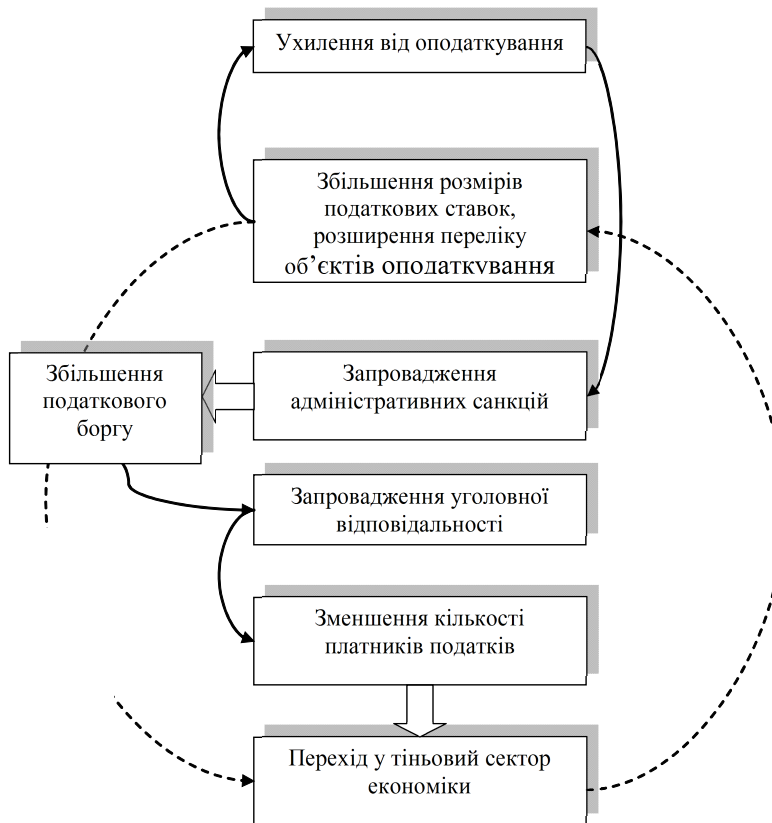 Ухилення від оподаткування
Збільшення розмірів
податкових ставок,
розширення переліку
об’єктів оподаткування
Збільшення
податкового
боргу
Запровадження
адміністративних санкцій
Запровадження уголовної
відповідальності
Зменшення кількості
платників податків
Перехід у тіньовий сектор
економіки